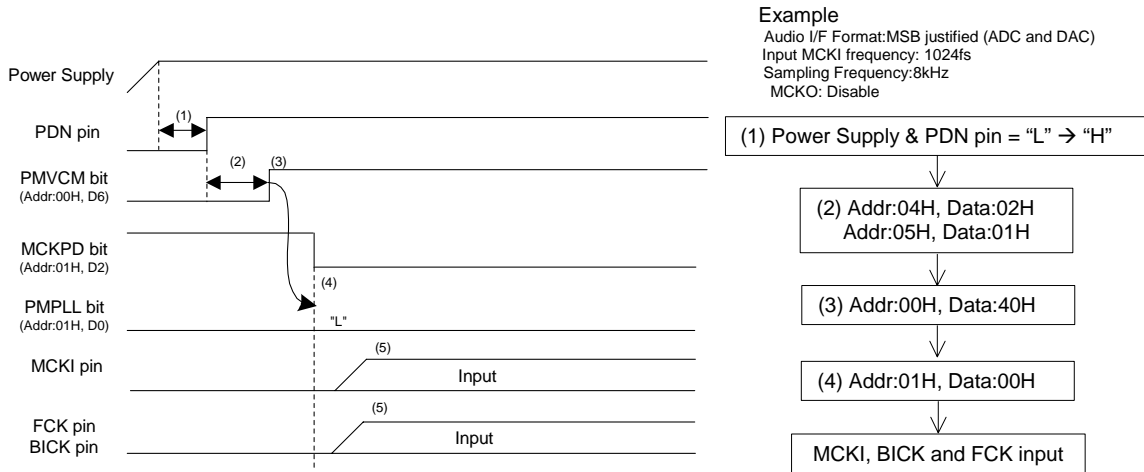 Power Supply
PDN pin
PMVCM bit
(Addr:00H, D6)
MCKPD bit
(Addr:01H, D2)
PMPLL bit
(Addr:01H, D0)
MCKI pin
FCK pin
BICK pin
(1)
(2)
(3)
(4)
"L"
(5)
Input
(5)
Input
Example
Audio I/F Format:MSB justified (ADC and DAC)
Input MCKI frequency: 1024fs
Sampling Frequency:8kHz
MCKO: Disable
(1) Power Supply & PDN pin = “L” → “H”
(2) Addr:04H, Data:02H
Addr:05H, Data:01H
(3) Addr:00H, Data:40H
(4) Addr:01H, Data:00H
MCKI, BICK and FCK input